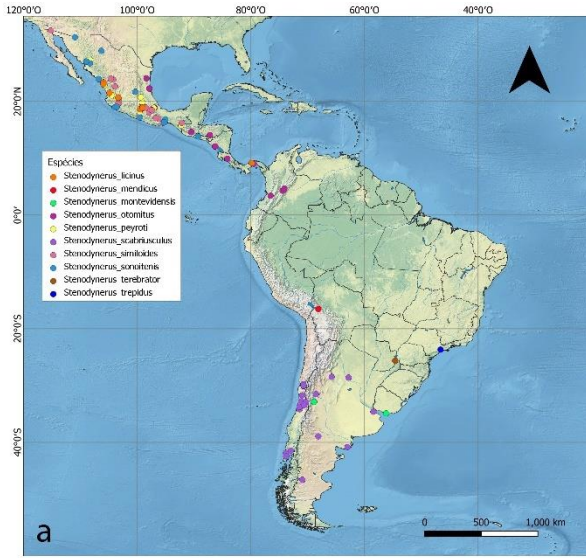 120°0'W 100°0'W 80°0'W 60°0'W 40°0'W
20°0'N
Espécies
Stenodynerus_licinus
Stenodynerus_mendicus
Stenodynerus_montevidensis
Stenodynerus_otomitus
Stenodynerus_peyroti
Stenodynerus_scabriusculus
Stenodynerus_similoides
Stenodynerus_sonoitenis
Stenodynerus_terebrator
Stenodynerus_trepidus
0°0'
20°0'S
40°0'S
a
0 500 1,000 km